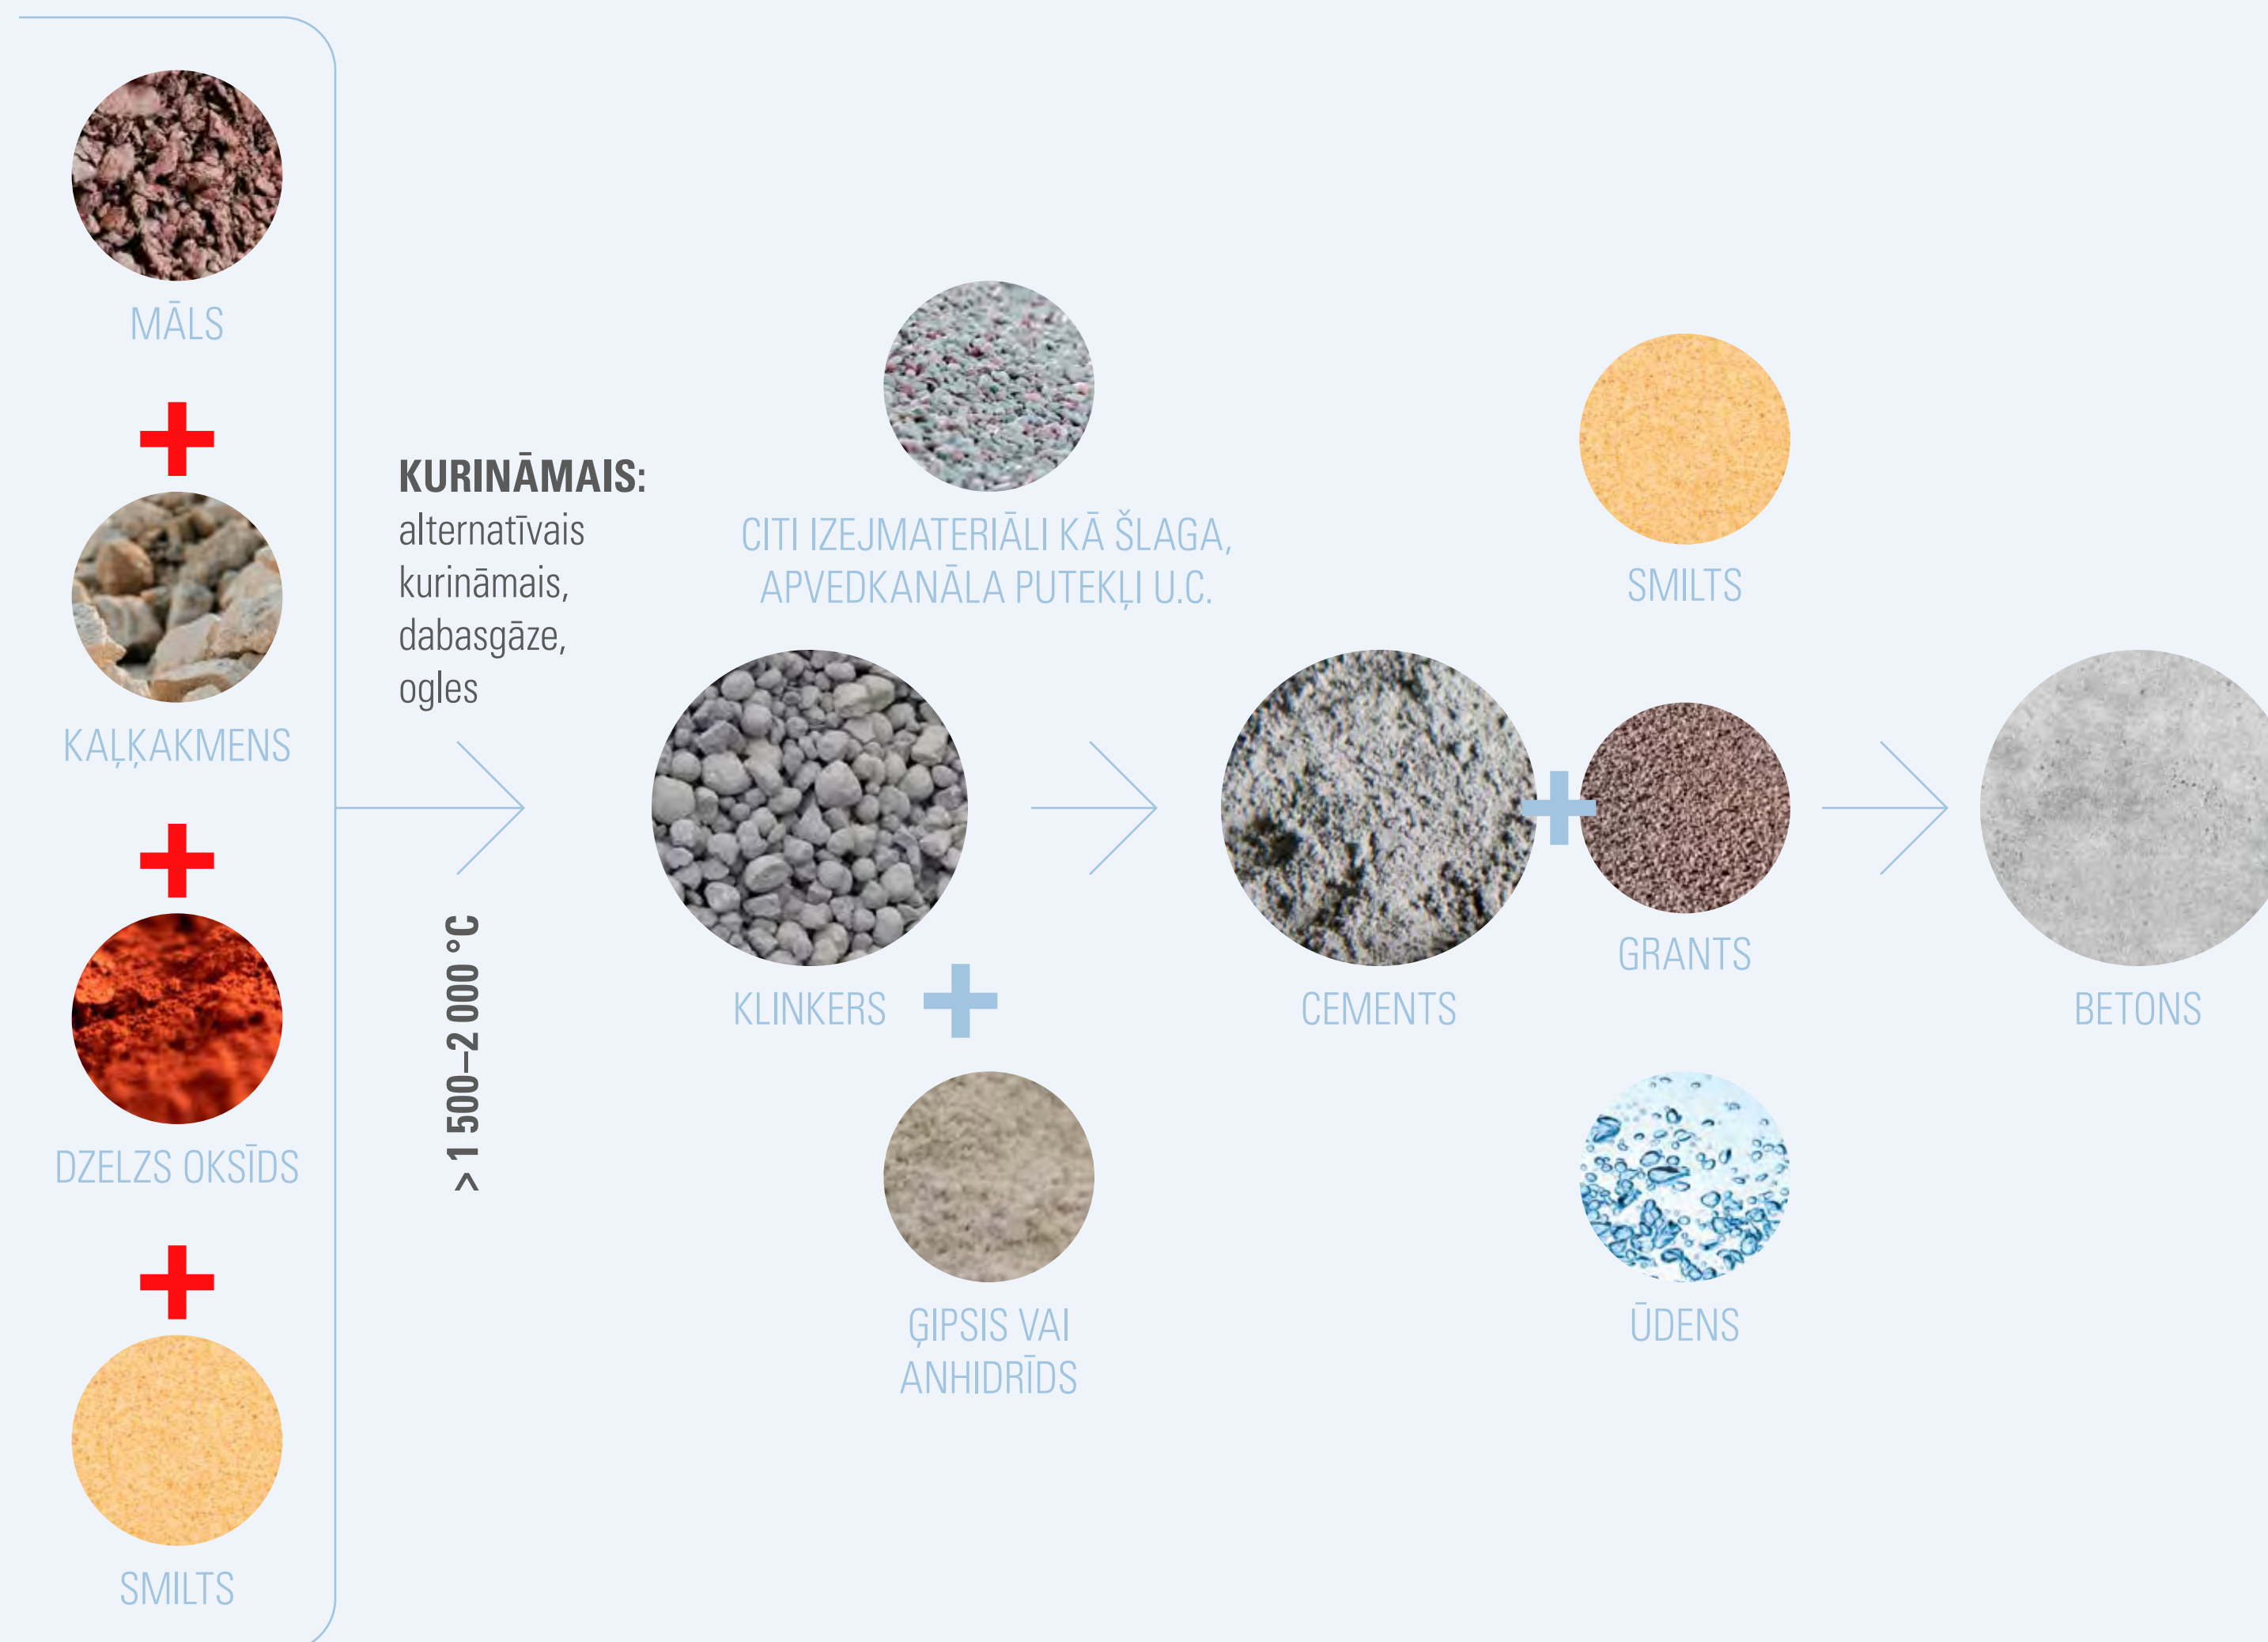 MĀLS
KAĻĶAKMENS
DZELZS OKSĪDS
SMILTS
KURINĀMAIS:
alternatīvais
kurināmais,
dabasgāze,
ogles
> 1 500–2 000 °C
CITI IZEJMATERIĀLI KĀ ŠLAGA,
APVEDKANĀLA PUTEKĻI U.C.
KLINKERS
ĢIPSIS VAI
ANHIDRĪDS
CEMENTS
SMILTS
GRANTS
ŪDENS
BETONS